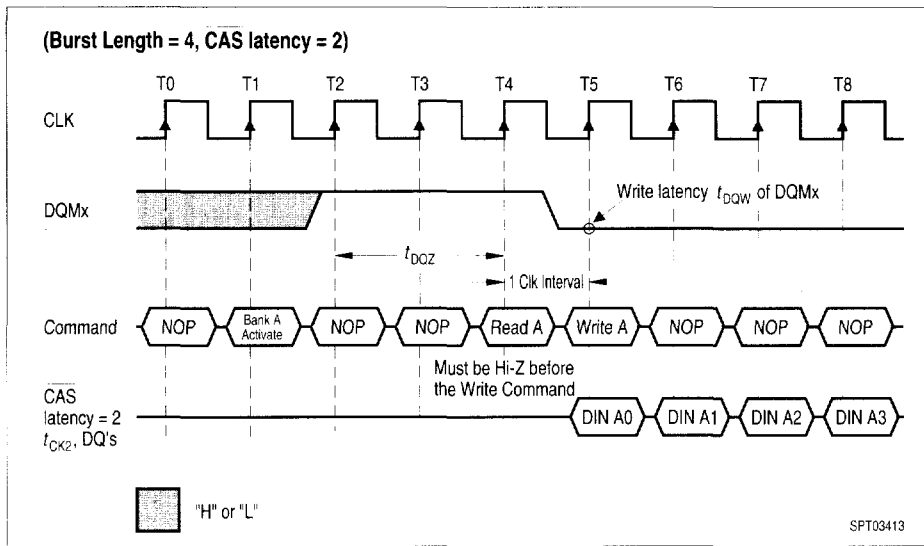 (Burst Length = 4, CAS latency = 2)
T0 T1 T2 T3 T4 T5 T6 T7 T8
CLK
DQMx
Write latency tDQW of DQMx
tDQZ
1 Clk Interval
Command
NOP
Bank A
Activate
NOP
NOP
Read A
Write A
NOP
NOP
NOP
Must be Hi-Z before
the Write Command
CAS
latency = 2
tCK2, DQ's
DIN A0
DIN A1
DIN A2
DIN A3
"H" or "L"
SPT03413